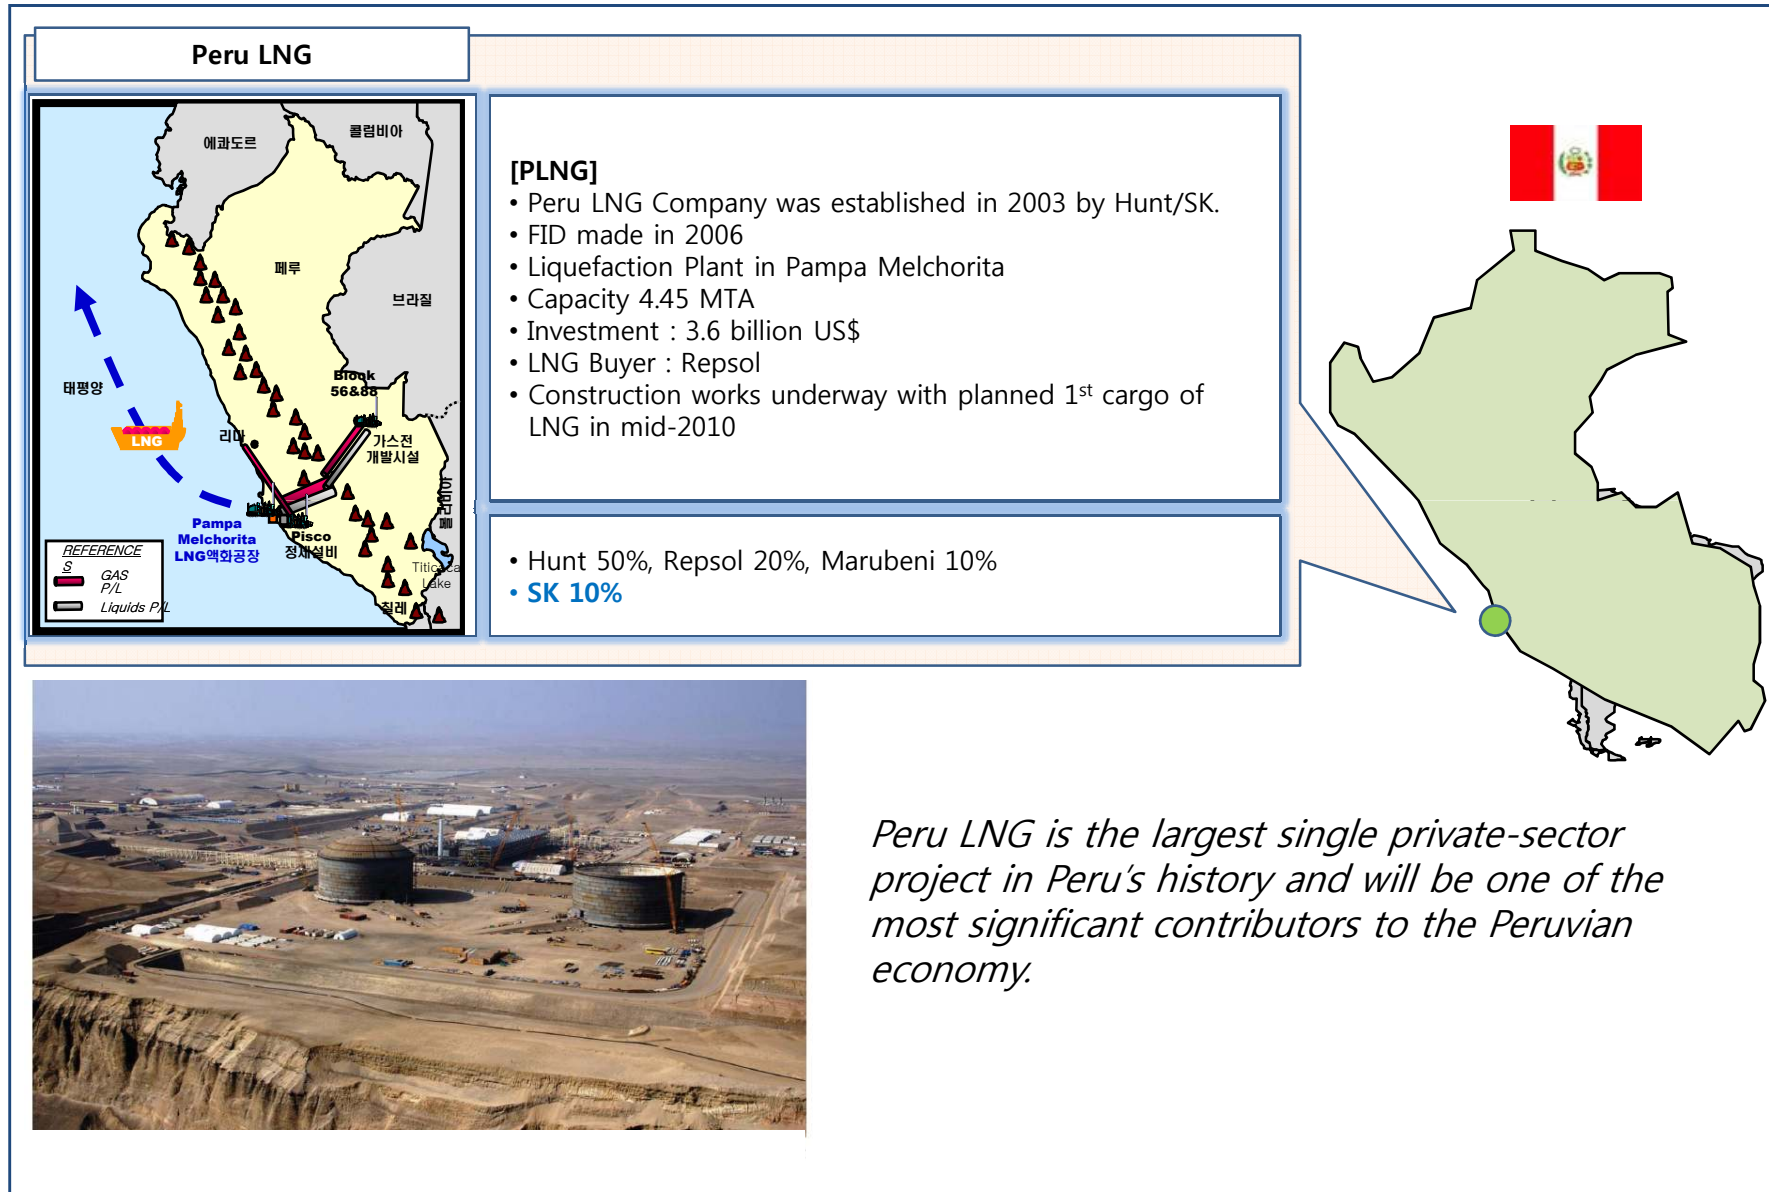 Peru LNG
에콰도르
콜럼비아
페루
브라질
태평양
Block
56&88
LNG
리마
가스전
개발시설
Pampa
Melchorita
LNG액화공장
Pisco
정제설비
Titicaca
Lake
칠레
REFERENCE
S
GAS
P/L
Liquids P/L
[PLNG]
• Peru LNG Company was established in 2003 by Hunt/SK.
• FID made in 2006
• Liquefaction Plant in Pampa Melchorita
• Capacity 4.45 MTA
• Investment : 3.6 billion US$
• LNG Buyer : Repsol
• Construction works underway with planned 1st cargo of
LNG in mid-2010
• Hunt 50%, Repsol 20%, Marubeni 10%
• SK 10%
Peru LNG is the largest single private-sector
project in Peru’s history and will be one of the
most significant contributors to the Peruvian
economy.